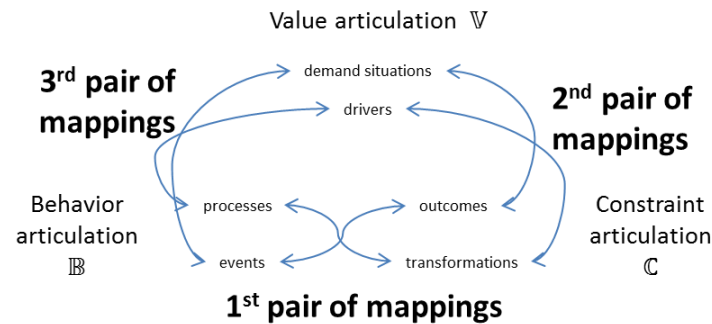 Value articulation 𝕍
demand situations
drivers
3rd pair of
mappings
2nd pair of
mappings
Behavior
articulation
𝔹
processes
events
outcomes
transformations
Constraint
articulation
ℂ
1st pair of mappings